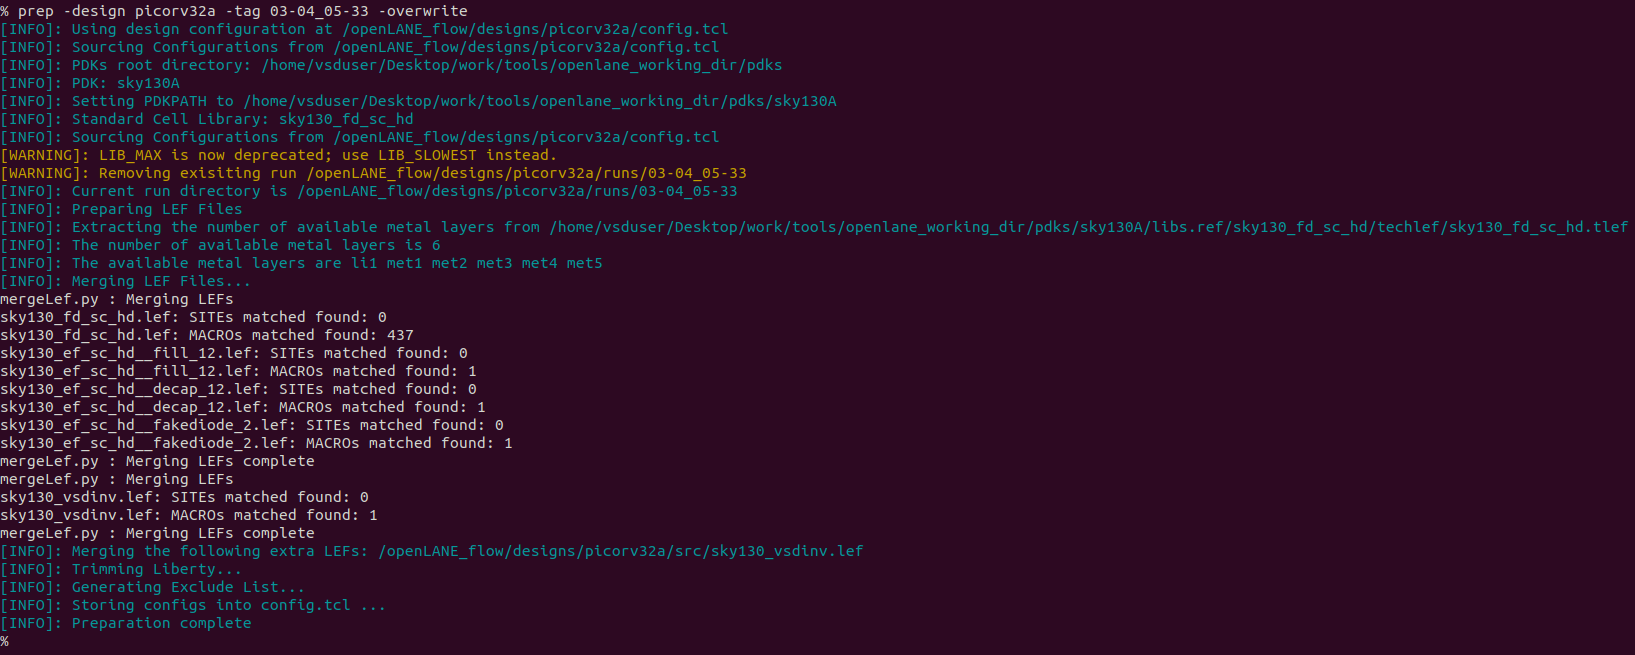 % prep -design picorv32a -tag 03-04_05-33 -overwrite
[INFO]: Using design configuration at /openLANE_flow/designs/picorv32a/config.tcl
[INFO]: Sourcing Configurations from /openLANE_flow/designs/picorv32a/config.tcl
[INFO]: PDKs root directory: /home/vsduser/Desktop/work/tools/openlane_working_dir/pdks
[INFO]: PDK: sky130A
[INFO]: Setting PDKPATH to /home/vsduser/Desktop/work/tools/openlane_working_dir/pdks/sky130A
[INFO]: Standard Cell Library: sky130_fd_sc_hd
[INFO]: Sourcing Configurations from /openLANE_flow/designs/picorv32a/config.tcl
[WARNING]: LIB_MAX is now deprecated; use LIB_SLOWEST instead.
[WARNING]: Removing exisiting run /openLANE_flow/designs/picorv32a/runs/03-04_05-33
[INFO]: Current run directory is /openLANE_flow/designs/picorv32a/runs/03-04_05-33
[INFO]: Preparing LEF Files
[INFO]: Extracting the number of available metal layers from /home/vsduser/Desktop/work/tools/openlane_working_dir/pdks/sky130A/libs.ref/sky130_fd_sc_hd/techlef/sky130_fd_sc_hd.tlef
[INFO]: The number of available metal layers is 6
[INFO]: The available metal layers are li1 met1 met2 met3 met4 met5
[INFO]: Merging LEF Files...
mergeLef.py : Merging LEFs
sky130_fd_sc_hd.lef: SITEs matched found: 0
sky130_fd_sc_hd.lef: MACROs matched found: 437
sky130_ef_sc_hd__fill_12.lef: SITEs matched found: 0
sky130_ef_sc_hd__fill_12.lef: MACROs matched found: 1
sky130_ef_sc_hd__decap_12.lef: SITEs matched found: 0
sky130_ef_sc_hd__decap_12.lef: MACROs matched found: 1
sky130_ef_sc_hd__fakediode_2.lef: SITEs matched found: 0
sky130_ef_sc_hd__fakediode_2.lef: MACROs matched found: 1
mergeLef.py : Merging LEFs complete
mergeLef.py : Merging LEFs
sky130_vsdinv.lef: SITEs matched found: 0
sky130_vsdinv.lef: MACROs matched found: 1
mergeLef.py : Merging LEFs complete
[INFO]: Merging the following extra LEFs: /openLANE_flow/designs/picorv32a/src/sky130_vsdinv.lef
[INFO]: Trimming Liberty...
[INFO]: Generating Exclude List...
[INFO]: Storing configs into config.tcl ...
[INFO]: Preparation complete
%